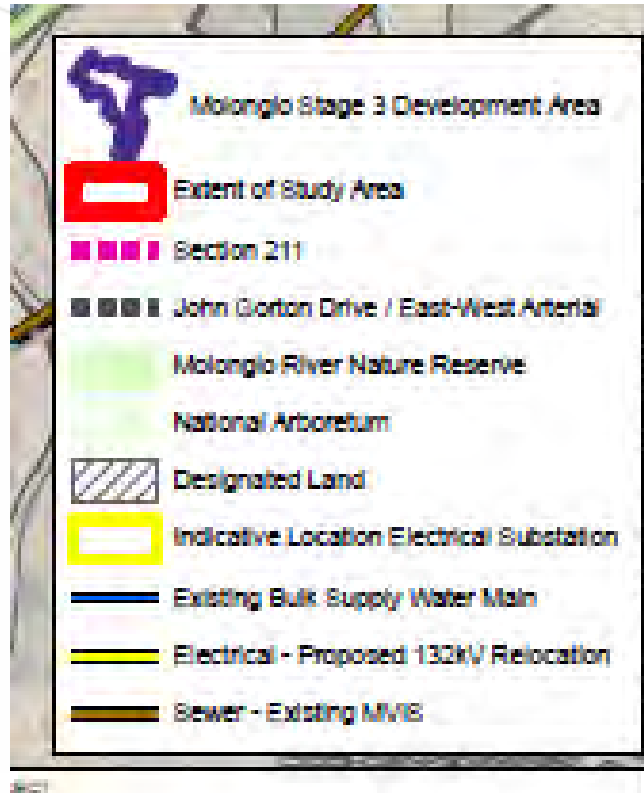 Molonglo Stage 3 Development Area
Extent of Study Area
Section 211
John Gorton Drive / East-West Arterial
Molonglo River Nature Reserve
National Arboretum
Designated Land
Indicative Location Electrical Substation
Existing Bulk Supply Water Main
Electrical - Proposed 132kV Relocation
Sewer - Existing MVIS